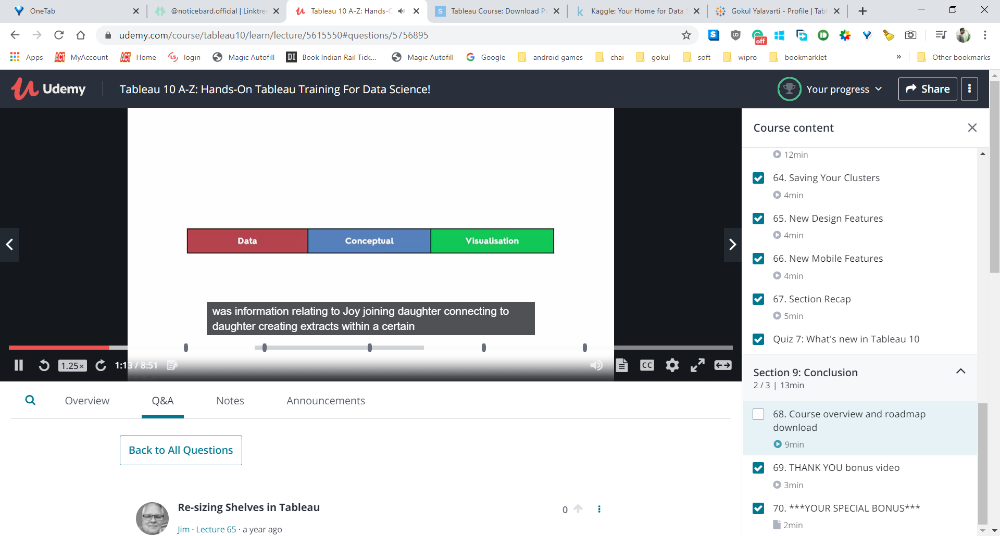 OneTab
@noticebard.official | Linktre
Tableau 10 A-Z: Hands-O
Tableau Course: Download Pr
Kaggle: Your Home for Data S
Gokul Yalavarti - Profile | Tabl
udemy.com/course/tableau10/learn/lecture/5615550#questions/5756895
off
Apps
MyAccount
Home
login
Magic Autofill
Book Indian Rail Tick...
Magic Autofill
Google
android games
chai
gokul
soft
wipro
bookmarklet
»
Other bookmarks
Udemy
Tableau 10 A-Z: Hands-On Tableau Training For Data Science!
Your progress
Share
Data
Conceptual
Visualisation
was information relating to Joy joining daughter connecting to
daughter creating extracts within a certain
1.25×
1:13 / 8:51
CC
Course content
12min
64. Saving Your Clusters
4min
65. New Design Features
4min
66. New Mobile Features
4min
67. Section Recap
5min
Quiz 7: What's new in Tableau 10
Section 9: Conclusion
2 / 3 | 13min
68. Course overview and roadmap
download
9min
69. THANK YOU bonus video
3min
70. ***YOUR SPECIAL BONUS***
2min
Overview
Q&A
Notes
Announcements
Back to All Questions
Re-sizing Shelves in Tableau
0
Jim · Lecture 65 · a year ago